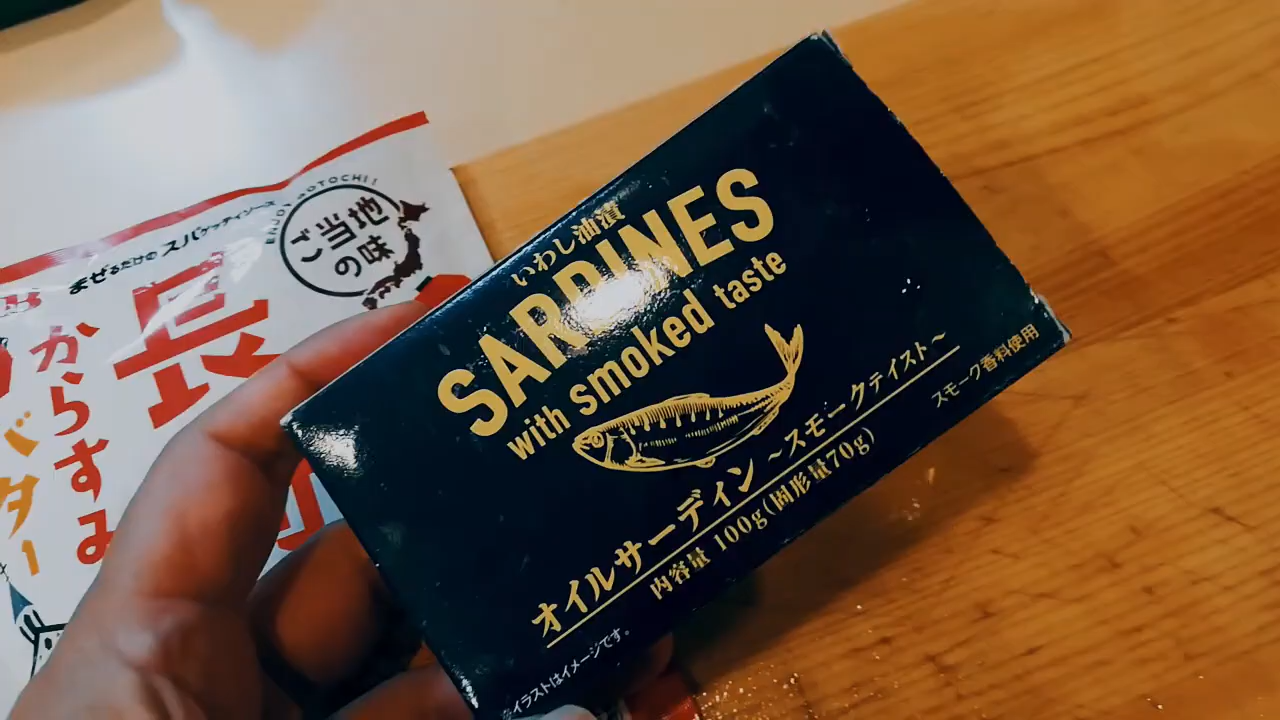 いわし油漬
SARDINES
with smoked taste
オイルサーディン ～スモークテイスト～
スモーク香料使用
内容量 100g(固形量70g)
※イラストはイメージです。
ENJOY GOTOCHI!
ご当地
の味
まぜるだけの スパゲッティソース
長
からすみ
バター